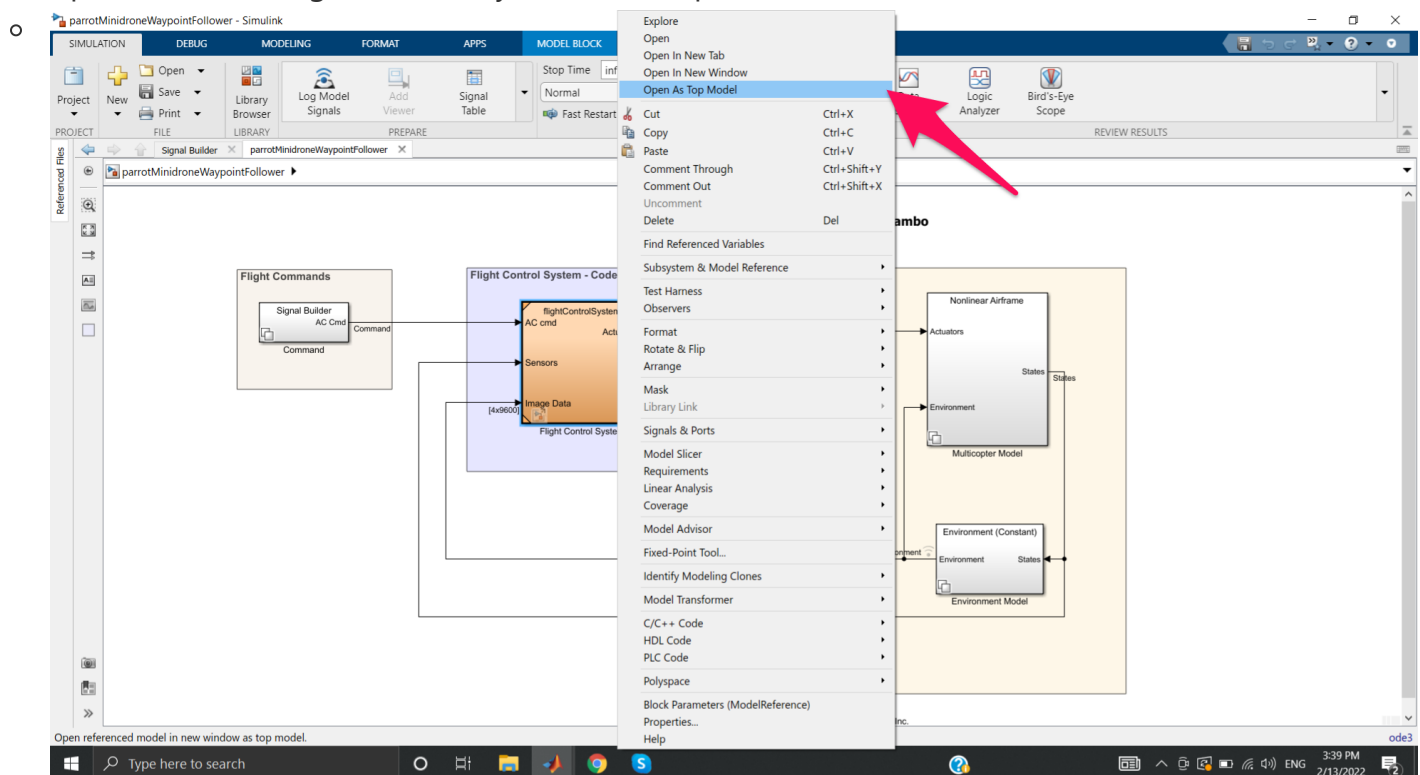 parrotMinidroneWaypointFollower - Simulink
SIMULATION DEBUG MODELING FORMAT APPS MODEL BLOCK
Project
New
Open
Save
Print
Library Browser
Log Model Signals
Add Viewer
Signal Table
Stop Time inf
Normal
Fast Restart
Logic Analyzer
Bird's-Eye Scope
PROJECT FILE LIBRARY PREPARE REVIEW RESULTS
Referenced Files
Signal Builder parrotMinidroneWaypointFollower
parrotMinidroneWaypointFollower
Explore
Open
Open In New Tab
Open In New Window
Open As Top Model
Cut Ctrl+X
Copy Ctrl+C
Paste Ctrl+V
Comment Through Ctrl+Shift+Y
Comment Out Ctrl+Shift+X
Uncomment
Delete Del
Find Referenced Variables
Subsystem & Model Reference
Test Harness
Observers
Format
Rotate & Flip
Arrange
Mask
Library Link
Signals & Ports
Model Slicer
Requirements
Linear Analysis
Coverage
Model Advisor
Fixed-Point Tool...
Identify Modeling Clones
Model Transformer
C/C++ Code
HDL Code
PLC Code
Polyspace
Block Parameters (ModelReference)
Properties...
Help
ambo
Flight Commands
Signal Builder
AC Cmd
Command
Command
Flight Control System - Code
flightControlSystem
AC cmd
Actu
Sensors
Image Data
[4x9600]
Flight Control Syste
Nonlinear Airframe
Actuators
States
States
Environment
Multicopter Model
Environment (Constant)
onment
Environment States
Environment Model
Inc.
Open referenced model in new window as top model.
ode3
Type here to search
ENG
3:39 PM
2/13/2022